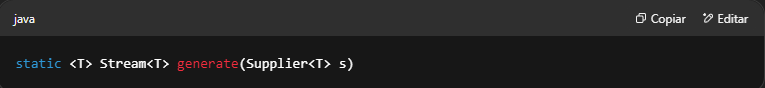 java
Copiar
Editar
static <T> Stream<T> generate(Supplier<T> s)